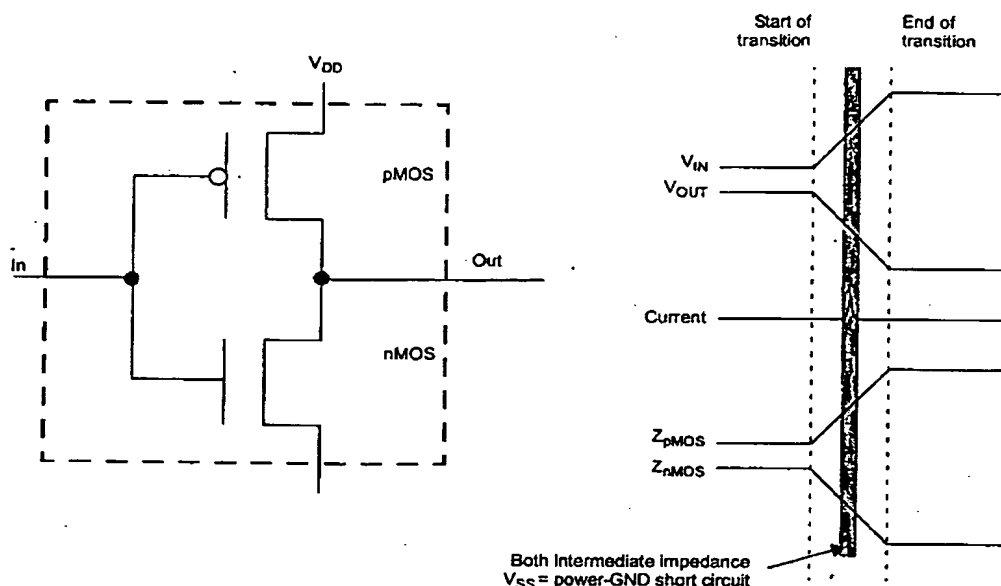 Start of
transition
End of
transition
VDD
pMOS
In
Out
nMOS
VIN
VOUT
Current
ZpMOS
ZnMOS
Both Intermediate impedance
VSS = power-GND short circuit